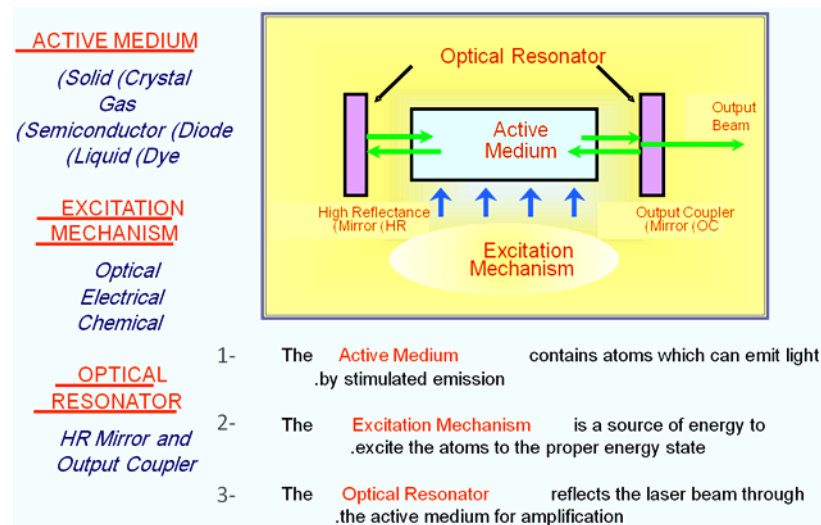 ACTIVE MEDIUM
(Solid (Crystal
Gas
(Semiconductor (Diode
(Liquid (Dye
EXCITATION
MECHANISM
Optical
Electrical
Chemical
OPTICAL
RESONATOR
HR Mirror and
Output Coupler
Optical Resonator
Output
Beam
Active
Medium
High Reflectance
(Mirror (HR
Output Coupler
(Mirror (OC
Excitation
Mechanism
1- The Active Medium contains atoms which can emit light
.by stimulated emission
2- The Excitation Mechanism is a source of energy to
.excite the atoms to the proper energy state
3- The Optical Resonator reflects the laser beam through
.the active medium for amplification